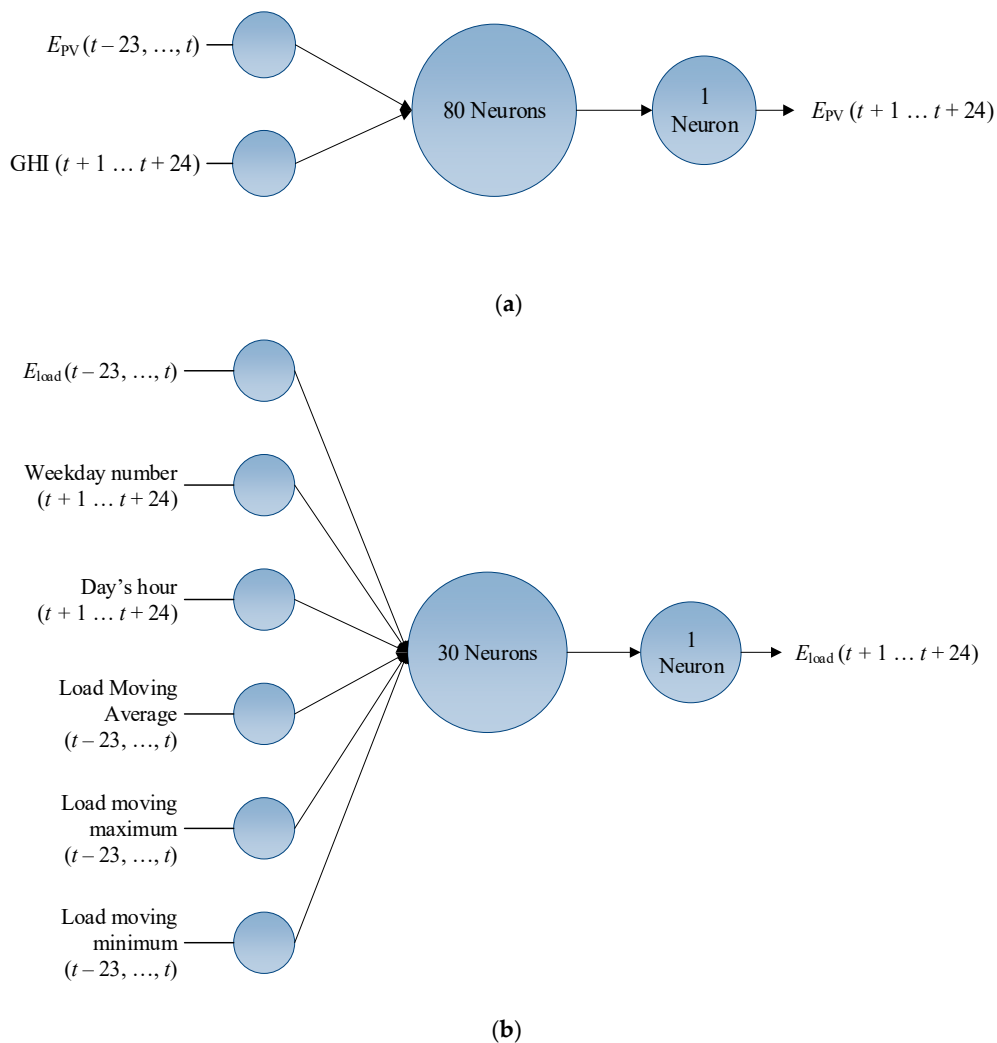 E_PV (t – 23, …, t)
GHI (t + 1 … t + 24)
80 Neurons
1
Neuron
E_PV (t + 1 … t + 24)
(a)
E_load (t – 23, …, t)
Weekday number
(t + 1 … t + 24)
Day's hour
(t + 1 … t + 24)
Load Moving
Average
(t – 23, …, t)
Load moving
maximum
(t – 23, …, t)
Load moving
minimum
(t – 23, …, t)
30 Neurons
1
Neuron
E_load (t + 1 … t + 24)
(b)